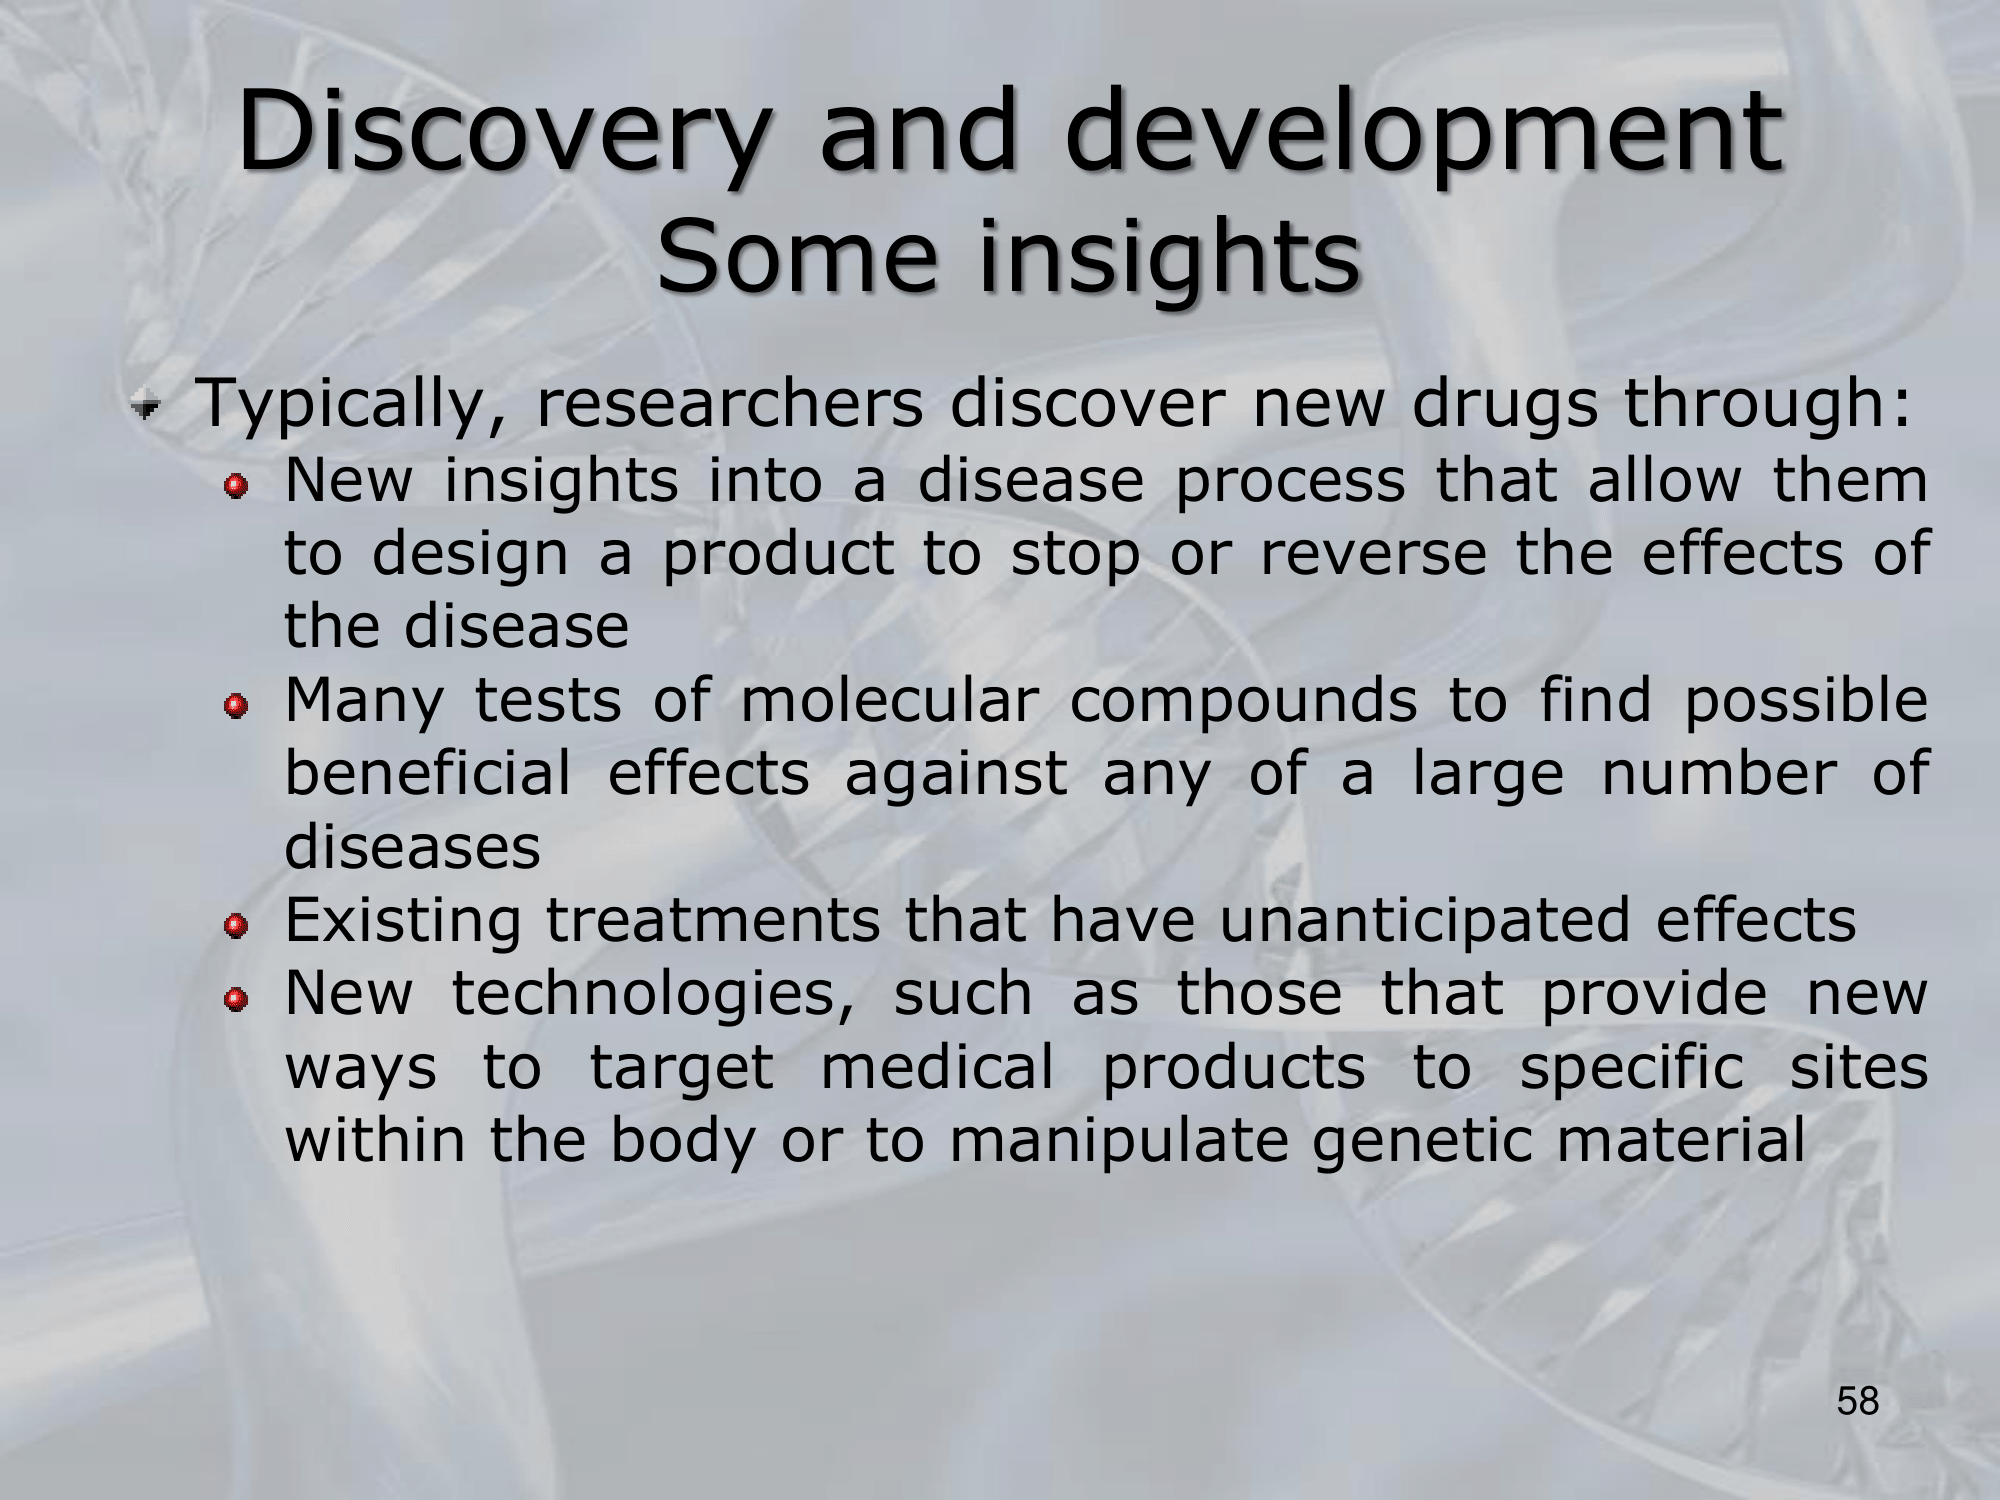 Discovery and development
Some insights
Typically, researchers discover new drugs through:
New insights into a disease process that allow them
to design a product to stop or reverse the effects of
the disease
Many tests of molecular compounds to find possible
beneficial effects against any of a large number of
diseases
Existing treatments that have unanticipated effects
New technologies, such as those that provide new
ways to target medical products to specific sites
within the body or to manipulate genetic material
58